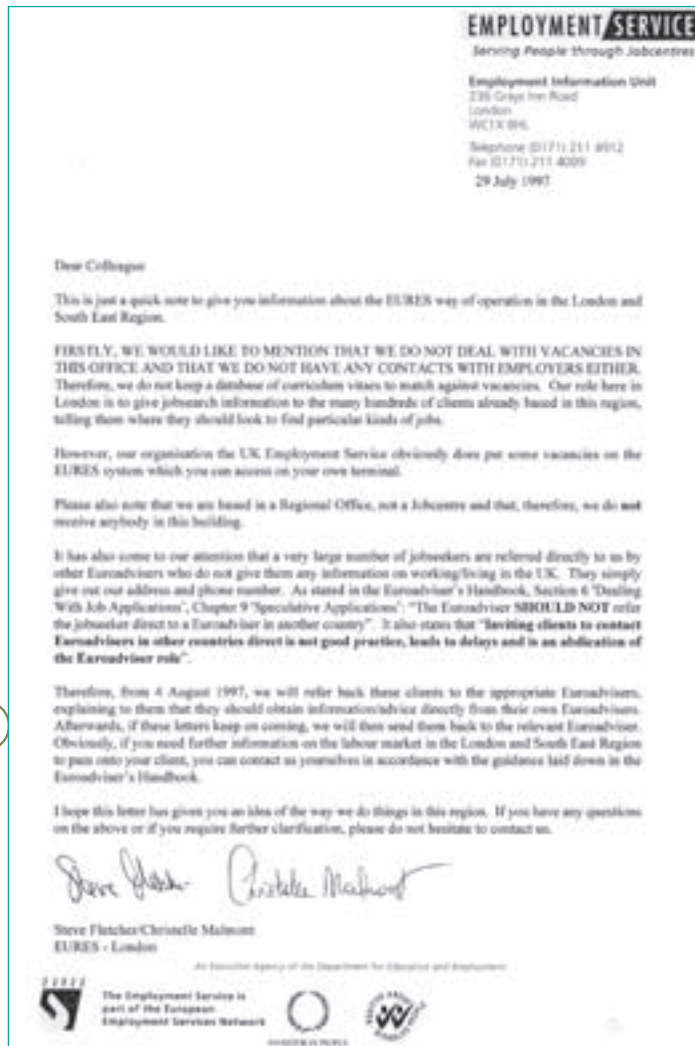 EMPLOYMENT SERVICE
Serving People through Jobcentres
Employment Information Unit
236 Grays Inn Road
London
WC1X 8HL
Telephone (0171) 211 4912
Fax (0171) 211 4009
29 July 1997
Dear Colleague
This is just a quick note to give you information about the EURES way of operation in the London and
South East Region.
FIRSTLY, WE WOULD LIKE TO MENTION THAT WE DO NOT DEAL WITH VACANCIES IN
THIS OFFICE AND THAT WE DO NOT HAVE ANY CONTACTS WITH EMPLOYERS EITHER.
Therefore, we do not keep a database of curriculum vitaes to match against vacancies. Our role here in
London is to give jobsearch information to the many hundreds of clients already based in this region,
telling them where they should look to find particular kinds of jobs.
However, our organisation the UK Employment Service obviously does put some vacancies on the
EURES system which you can access on your own terminal.
Please also note that we are based in a Regional Office, not a Jobcentre and that, therefore, we do not
receive anybody in this building.
It has also come to our attention that a very large number of jobseekers are referred directly to us by
other Euroadvisers who do not give them any information on working/living in the UK. They simply
give out our address and phone number. As stated in the Euroadviser's Handbook, Section 6 'Dealing
With Job Applications', Chapter 9 'Speculative Applications': "The Euroadviser SHOULD NOT refer
the jobseeker direct to a Euroadviser in another country". It also states that "Inviting clients to contact
Euroadvisers in other countries direct is not good practice, leads to delays and is an abdication of
the Euroadviser role".
Therefore, from 4 August 1997, we will refer back these clients to the appropriate Euroadvisers,
explaining to them that they should obtain information/advice directly from their own Euroadvisers.
Afterwards, if these letters keep on coming, we will then send them back to the relevant Euroadviser.
Obviously, if you need further information on the labour market in the London and South East Region
to pass onto your client, you can contact us yourselves in accordance with the guidance laid down in the
Euroadviser's Handbook.
I hope this letter has given you an idea of the way we do things in this region. If you have any questions
on the above or if you require further clarification, please do not hesitate to contact us.
Steve Fletcher Christelle Malmont
Steve Fletcher/Christelle Malmont
EURES - London
An Executive Agency of the Department for Education and Employment
EURES
The Employment Service is
part of the European
Employment Services Network
INVESTOR IN PEOPLE